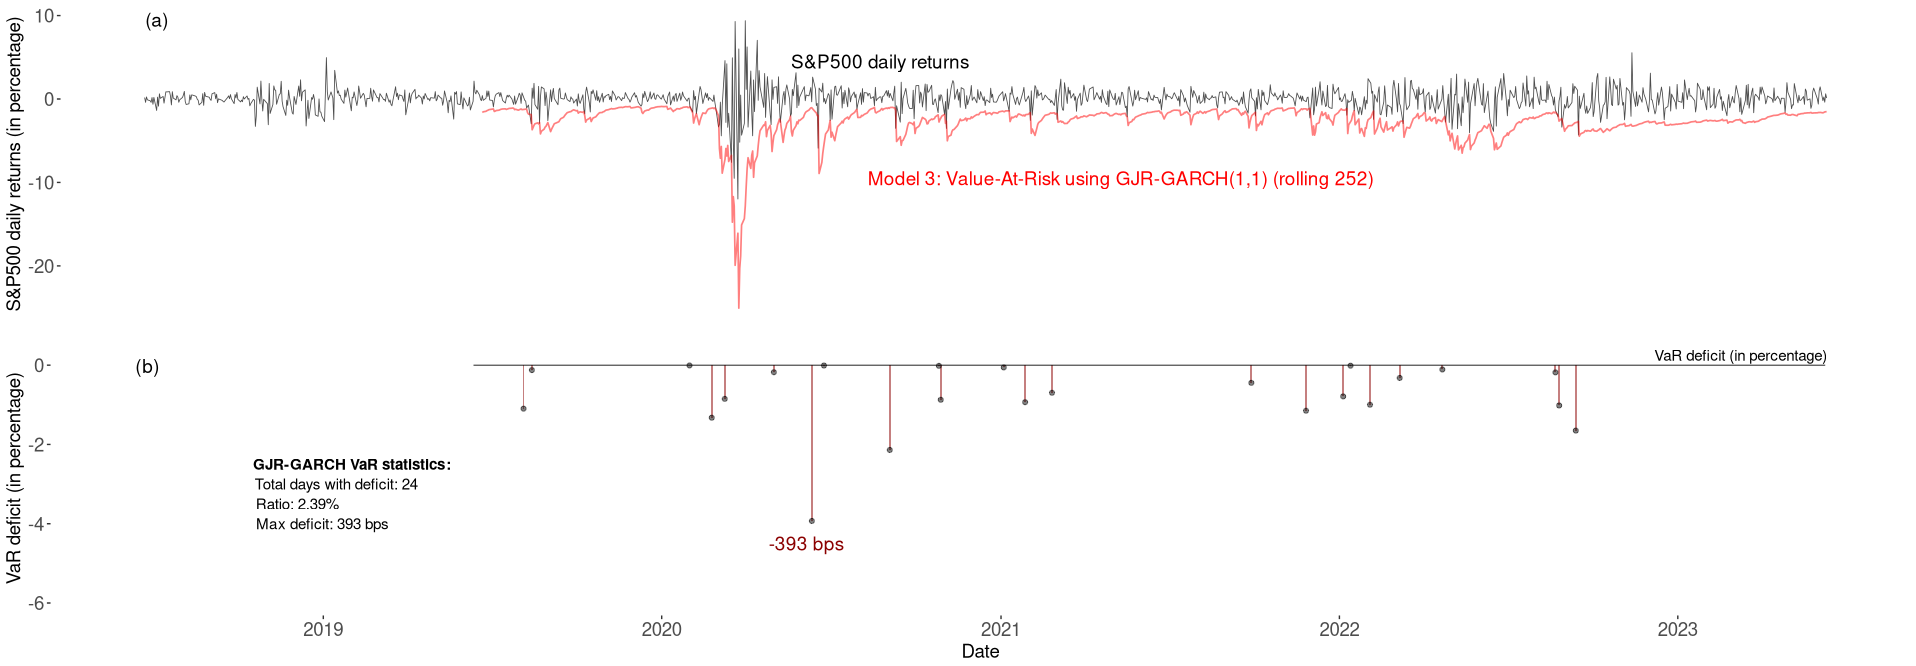 (a)
S&P500 daily returns (in percentage)
10
0
-10
-20
S&P500 daily returns
Model 3: Value-At-Risk using GJR-GARCH(1,1) (rolling 252)
(b)
VaR deficit (in percentage)
0
-2
-4
-6
VaR deficit (in percentage)
GJR-GARCH VaR statistics:
Total days with deficit: 24
Ratio: 2.39%
Max deficit: 393 bps
-393 bps
2019
2020
2021
2022
2023
Date